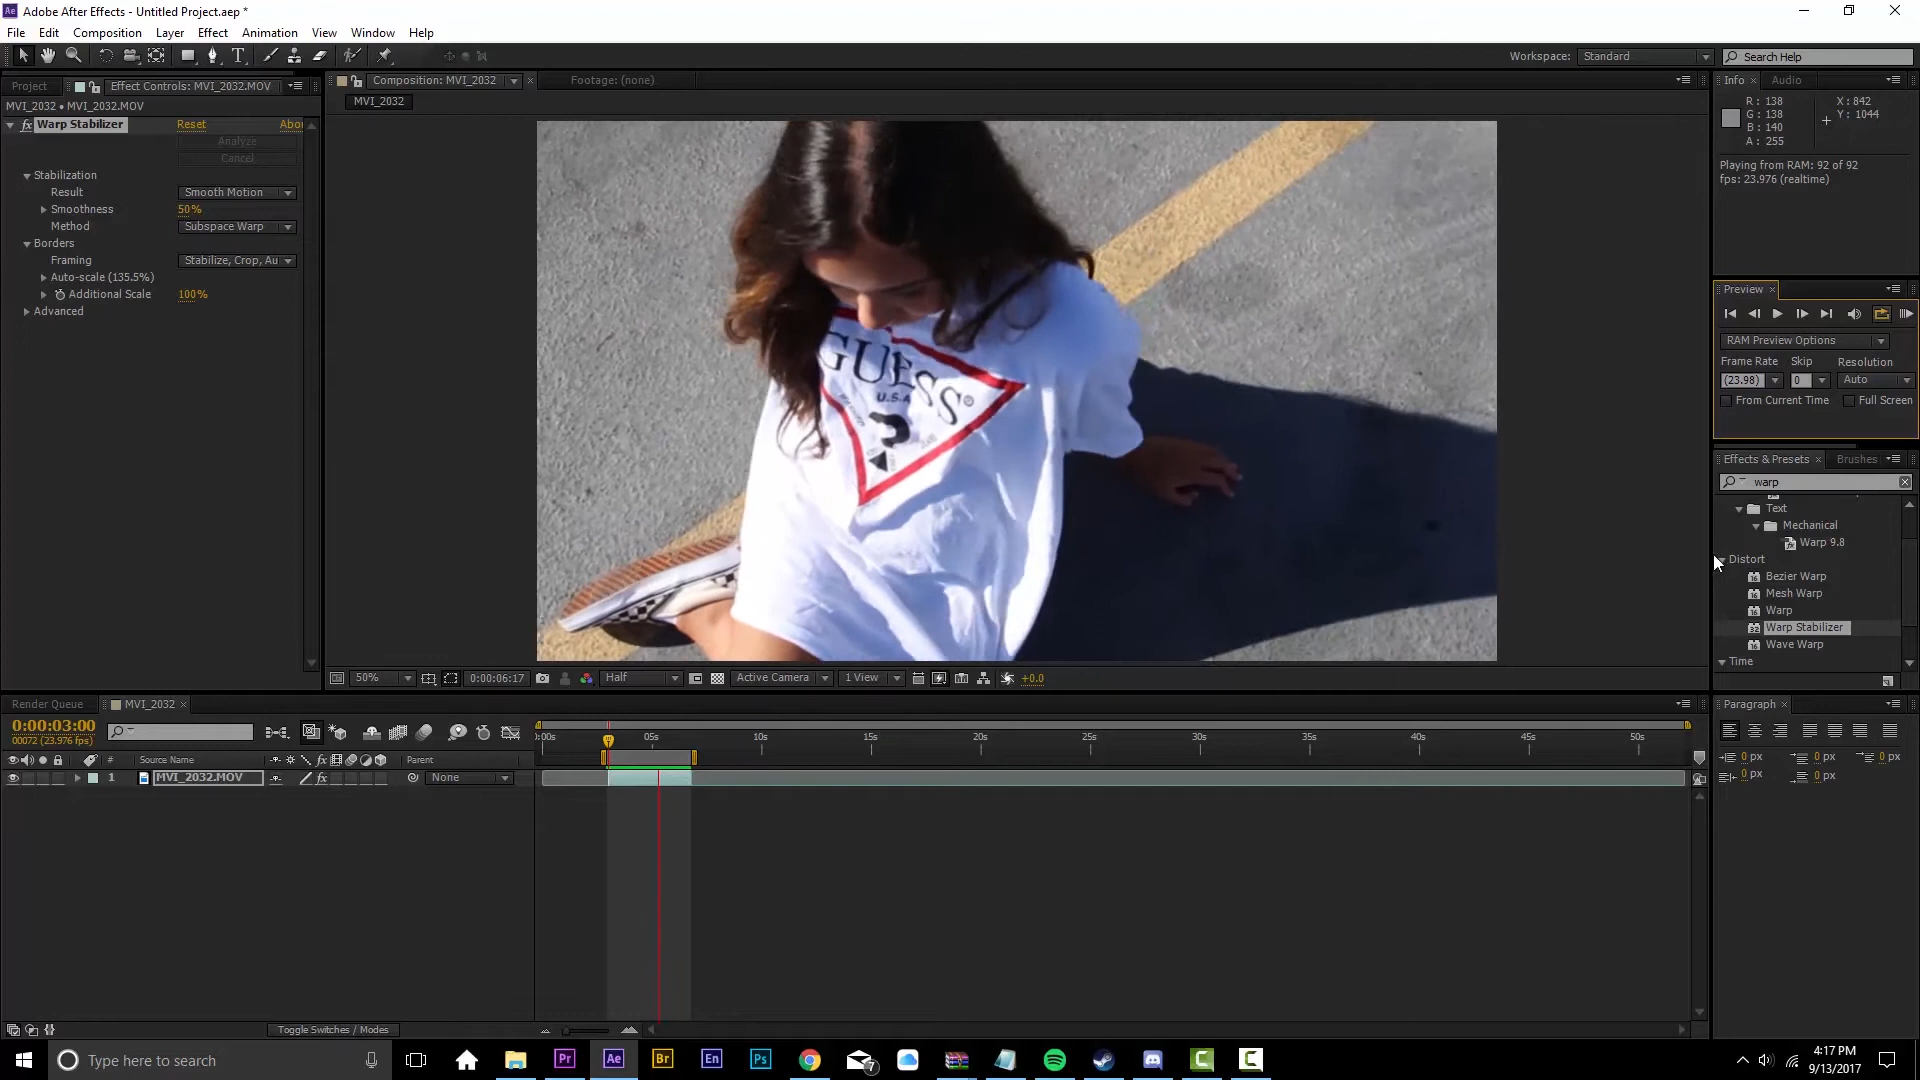 Adobe After Effects - Untitled Project.aep *
File Edit Composition Layer Effect Animation View Window Help
Workspace: Standard Search Help
Project Effect Controls: MVI_2032.MOV
MVI_2032 • MVI_2032.MOV
fx Warp Stabilizer Reset Abou
Analyze
Cancel
Stabilization
Result Smooth Motion
Smoothness 50%
Method Subspace Warp
Borders
Framing Stabilize, Crop, Au
Auto-scale (135.5%)
Additional Scale 100%
Advanced
Composition: MVI_2032 Footage: (none)
MVI_2032
GUESS
U.S.A
?
50% 0:00:06:17 Half Active Camera 1 View +0.0
Info Audio
R: 138 X: 842
G: 138 Y: 1044
B: 140
A: 255
Playing from RAM: 92 of 92
fps: 23.976 (realtime)
Preview
RAM Preview Options
Frame Rate Skip Resolution
(23.98) 0 Auto
From Current Time Full Screen
Effects & Presets Brushes
warp
Text
Mechanical
Warp 9.8
Distort
Bezier Warp
Mesh Warp
Warp
Warp Stabilizer
Wave Warp
Time
Render Queue MVI_2032
0:00:03:00
00072 (23.976 fps)
# Source Name fx Parent
1 MVI_2032.MOV fx None
0:00s 05s 10s 15s 20s 25s 30s 35s 40s 45s 50s
Toggle Switches / Modes
Paragraph
0 px 0 px 0 px
0 px 0 px
Type here to search
Pr Ae Br En Ps 7
4:17 PM
9/13/2017